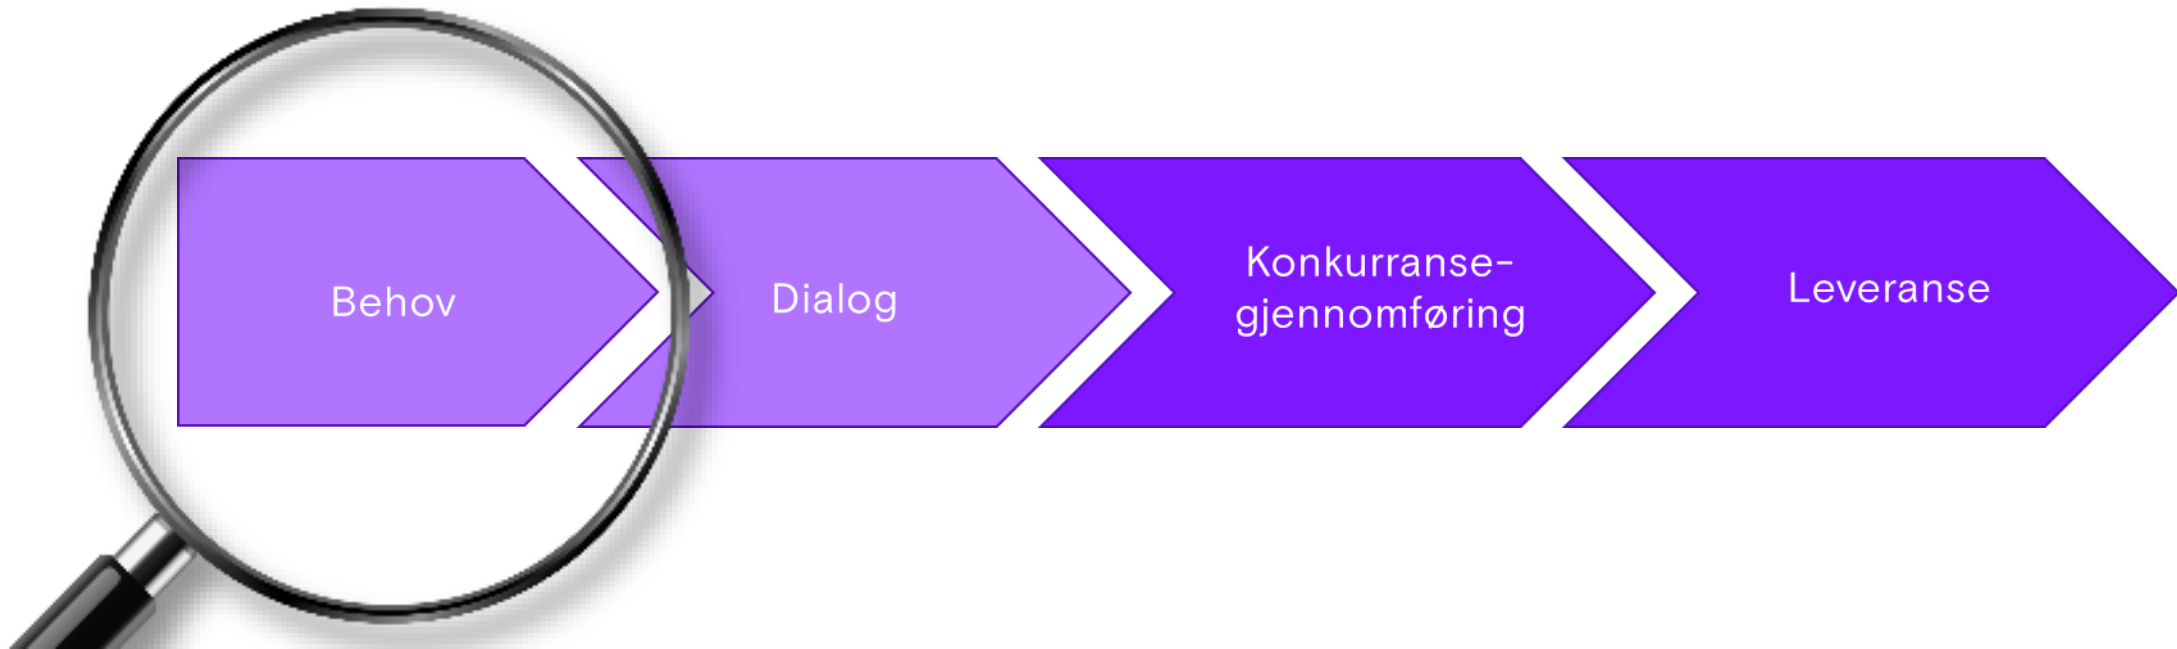 Behov
Dialog
Konkurranse-
gjennomføring
Leveranse